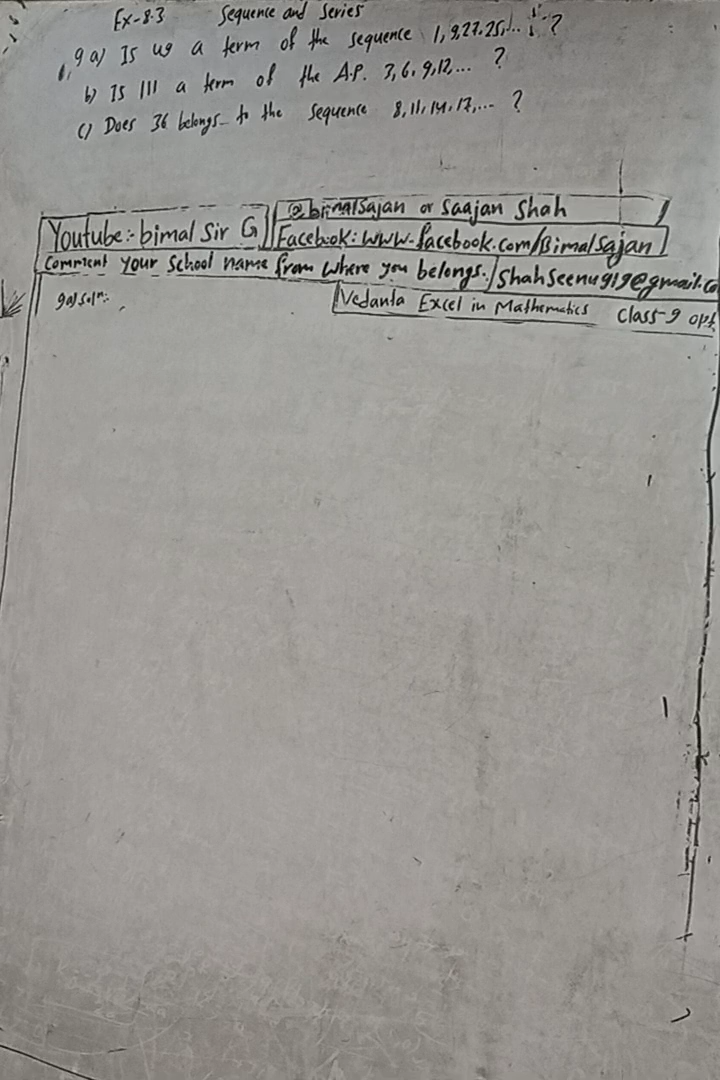 Ex-8.3 Sequence and Series
9 a) Is 49 a term of the sequence 1, 9, 27, 25, ... ?
b) Is 111 a term of the A.P. 3, 6, 9, 12, ... ?
c) Does 36 belongs to the sequence 8, 11, 14, 17, ... ?
@bimalSajan or Saajan Shah
Youtube:- bimal Sir G
Facebook: www.facebook.com/Bimalsajan
Comment your School name from where you belongs./shahseenu919@gmail.co
9a) Solⁿ:
Vedanta Excel in Mathematics Class-9 opt